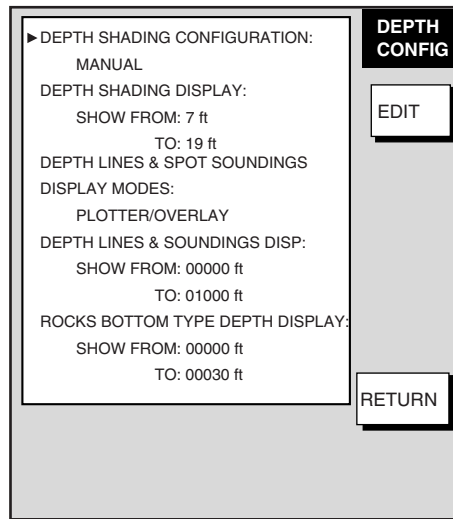 ▶DEPTH SHADING CONFIGURATION:
MANUAL
DEPTH SHADING DISPLAY:
SHOW FROM: 7 ft
TO: 19 ft
DEPTH LINES & SPOT SOUNDINGS
DISPLAY MODES:
PLOTTER/OVERLAY
DEPTH LINES & SOUNDINGS DISP:
SHOW FROM: 00000 ft
TO: 01000 ft
ROCKS BOTTOM TYPE DEPTH DISPLAY:
SHOW FROM: 00000 ft
TO: 00030 ft
DEPTH
CONFIG
EDIT
RETURN